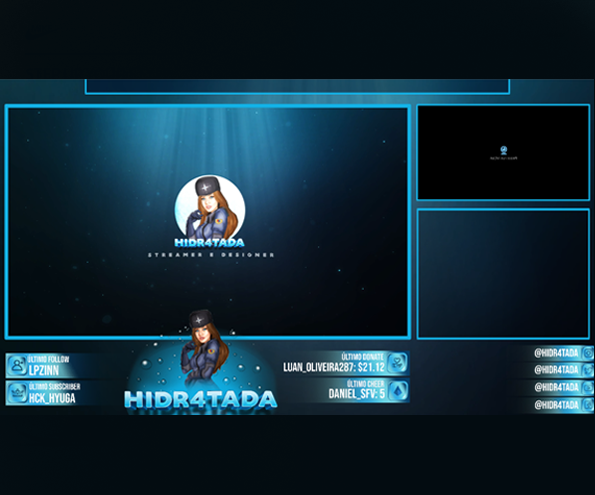 HIDR4TADA
STREAMER E DESIGNER
ÚLTIMO FOLLOW
LPZINN
ÚLTIMO SUBSCRIBER
HCK_HYUGA
HIDR4TADA
ÚLTIMO DONATE
LUAN_OLIVEIRA287: $21.12
ÚLTIMO CHEER
DANIEL_SFV: 5
@HIDR4TADA
@HIDR4TADA
@HIDR4TADA
@HIDR4TADA